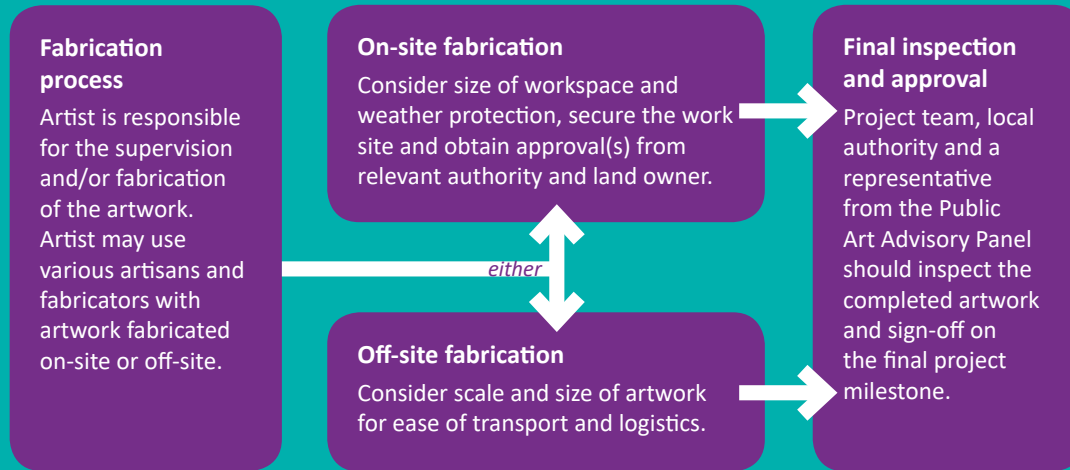 Fabrication
process
Artist is responsible
for the supervision
and/or fabrication
of the artwork.
Artist may use
various artisans and
fabricators with
artwork fabricated
on-site or off-site.
either
On-site fabrication
Consider size of workspace and
weather protection, secure the work
site and obtain approval(s) from
relevant authority and land owner.
Off-site fabrication
Consider scale and size of artwork
for ease of transport and logistics.
Final inspection
and approval
Project team, local
authority and a
representative
from the Public
Art Advisory Panel
should inspect the
completed artwork
and sign-off on
the final project
milestone.